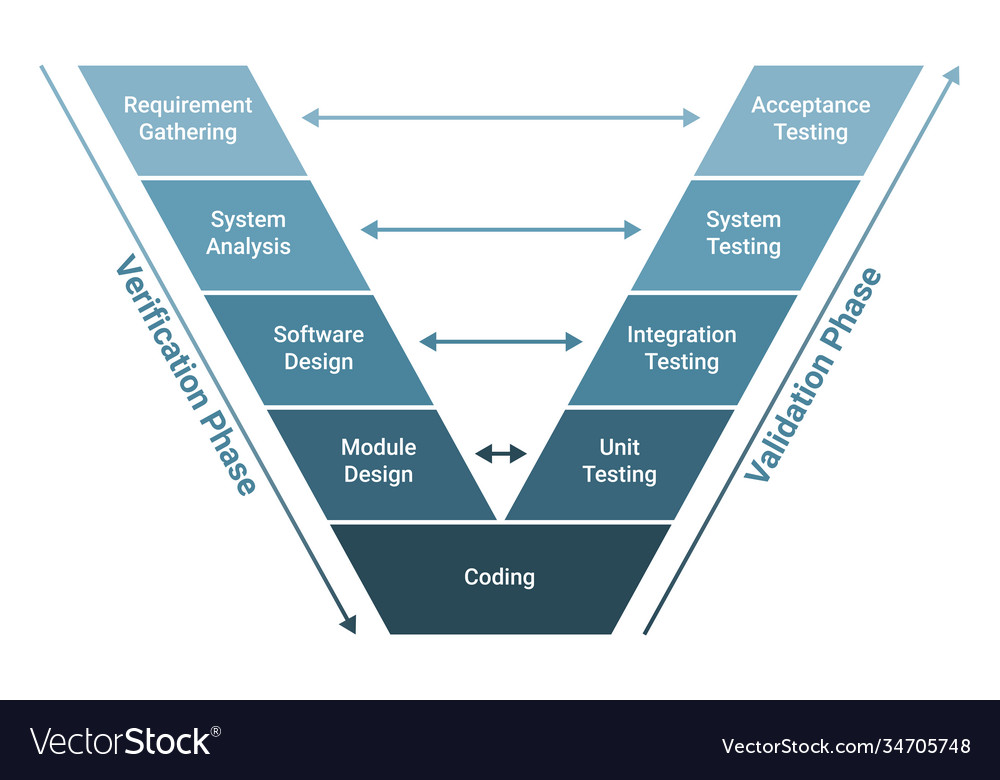 Requirement
Gathering
Acceptance
Testing
System
Analysis
System
Testing
Software
Design
Integration
Testing
Module
Design
Unit
Testing
Coding
Verification Phase
Validation Phase
VectorStock®
VectorStock.com/34705748